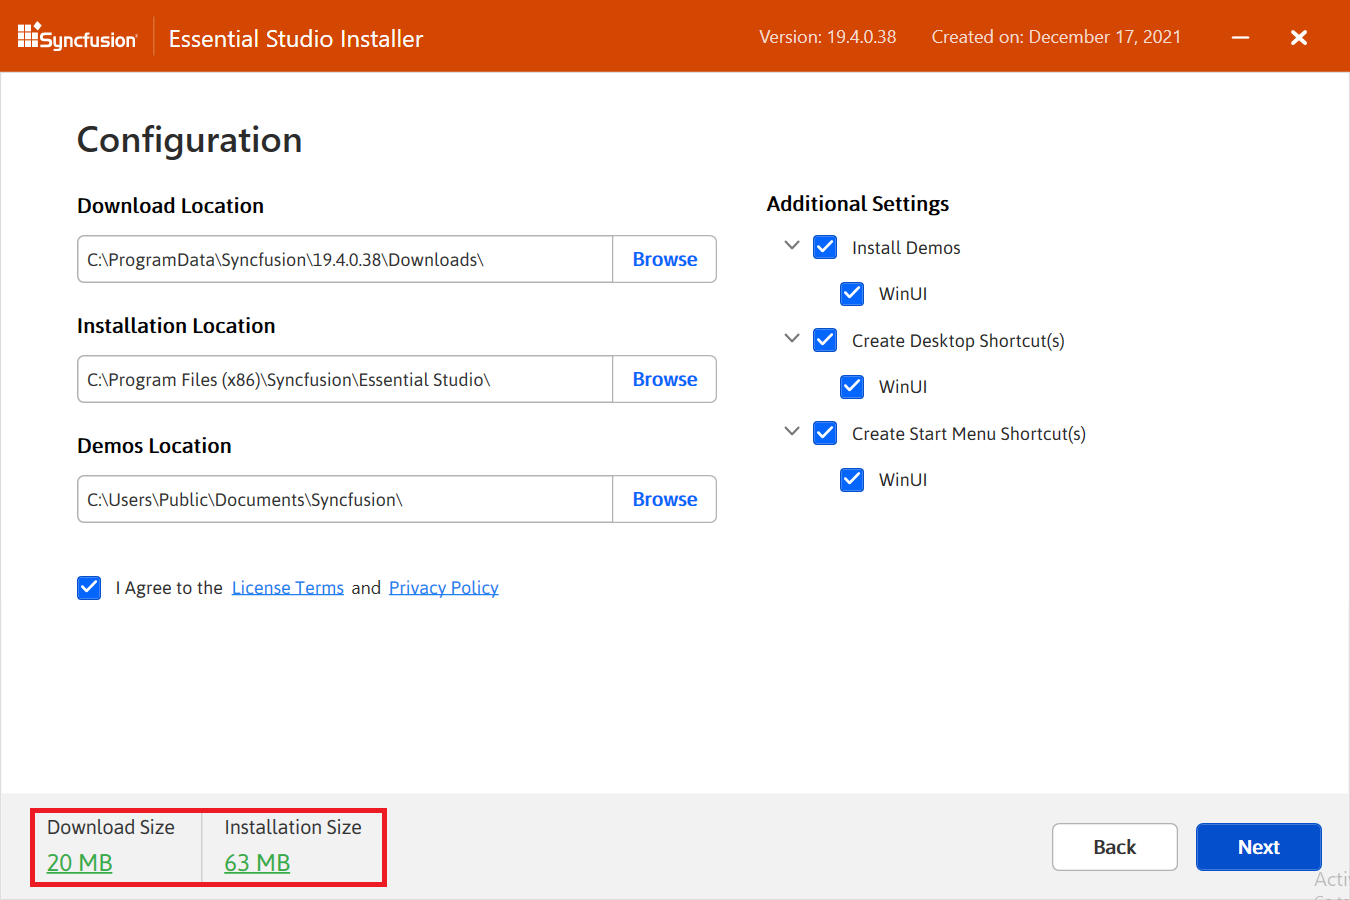 Syncfusion
Essential Studio Installer
Version: 19.4.0.38
Created on: December 17, 2021
Configuration
Download Location
C:\ProgramData\Syncfusion\19.4.0.38\Downloads\
Browse
Installation Location
C:\Program Files (x86)\Syncfusion\Essential Studio\
Browse
Demos Location
C:\Users\Public\Documents\Syncfusion\
Browse
I Agree to the License Terms and Privacy Policy
Additional Settings
Install Demos
WinUI
Create Desktop Shortcut(s)
WinUI
Create Start Menu Shortcut(s)
WinUI
Download Size
20 MB
Installation Size
63 MB
Back
Next